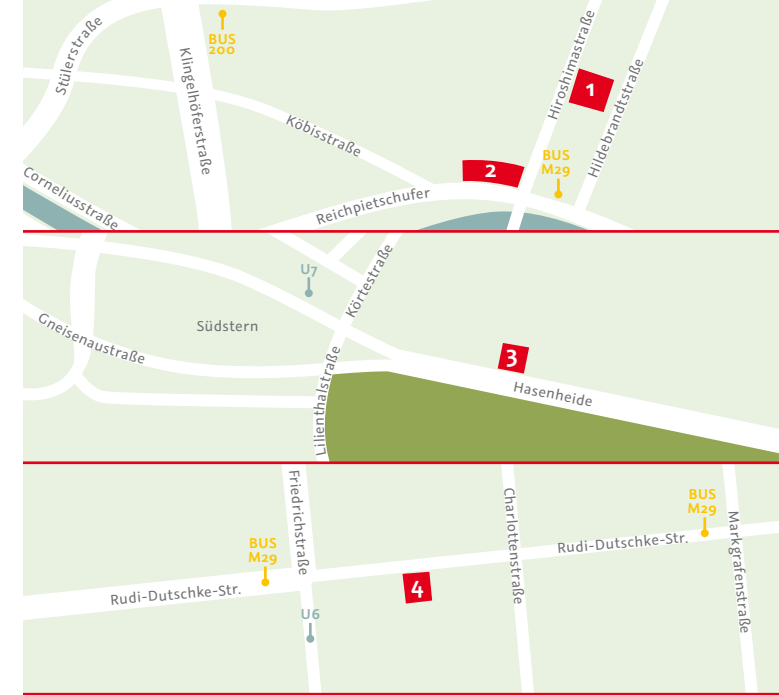 Stülerstraße
BUS
200
Klingelhöferstraße
Köbisstraße
Hiroshimastraße
1
Hildebrandtstraße
2
BUS
M29
Corneliusstraße
Reichpietschufer
U7
Körtestraße
Südstern
Gneisenaustraße
3
Lilienthalstraße
Hasenheide
Friedrichstraße
Charlottenstraße
BUS
M29
Markgrafenstraße
BUS
M29
Rudi-Dutschke-Str.
4
Rudi-Dutschke-Str.
U6